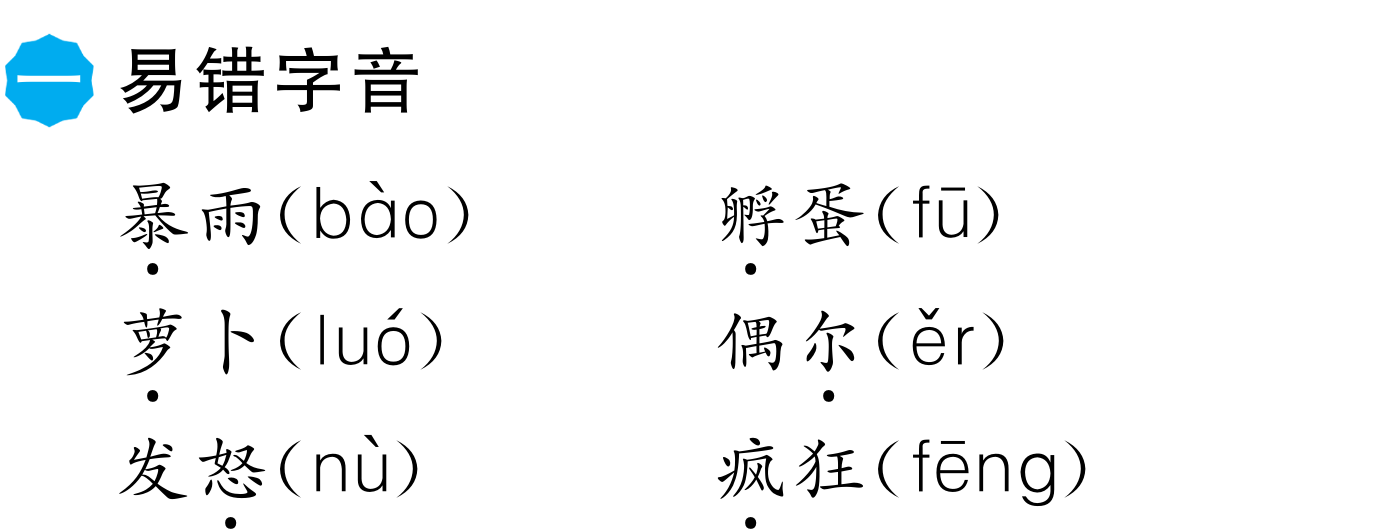 一 易错字音
暴雨(bào) 孵蛋(fū)
萝卜(luó) 偶尔(ěr)
发怒(nù) 疯狂(fēng)